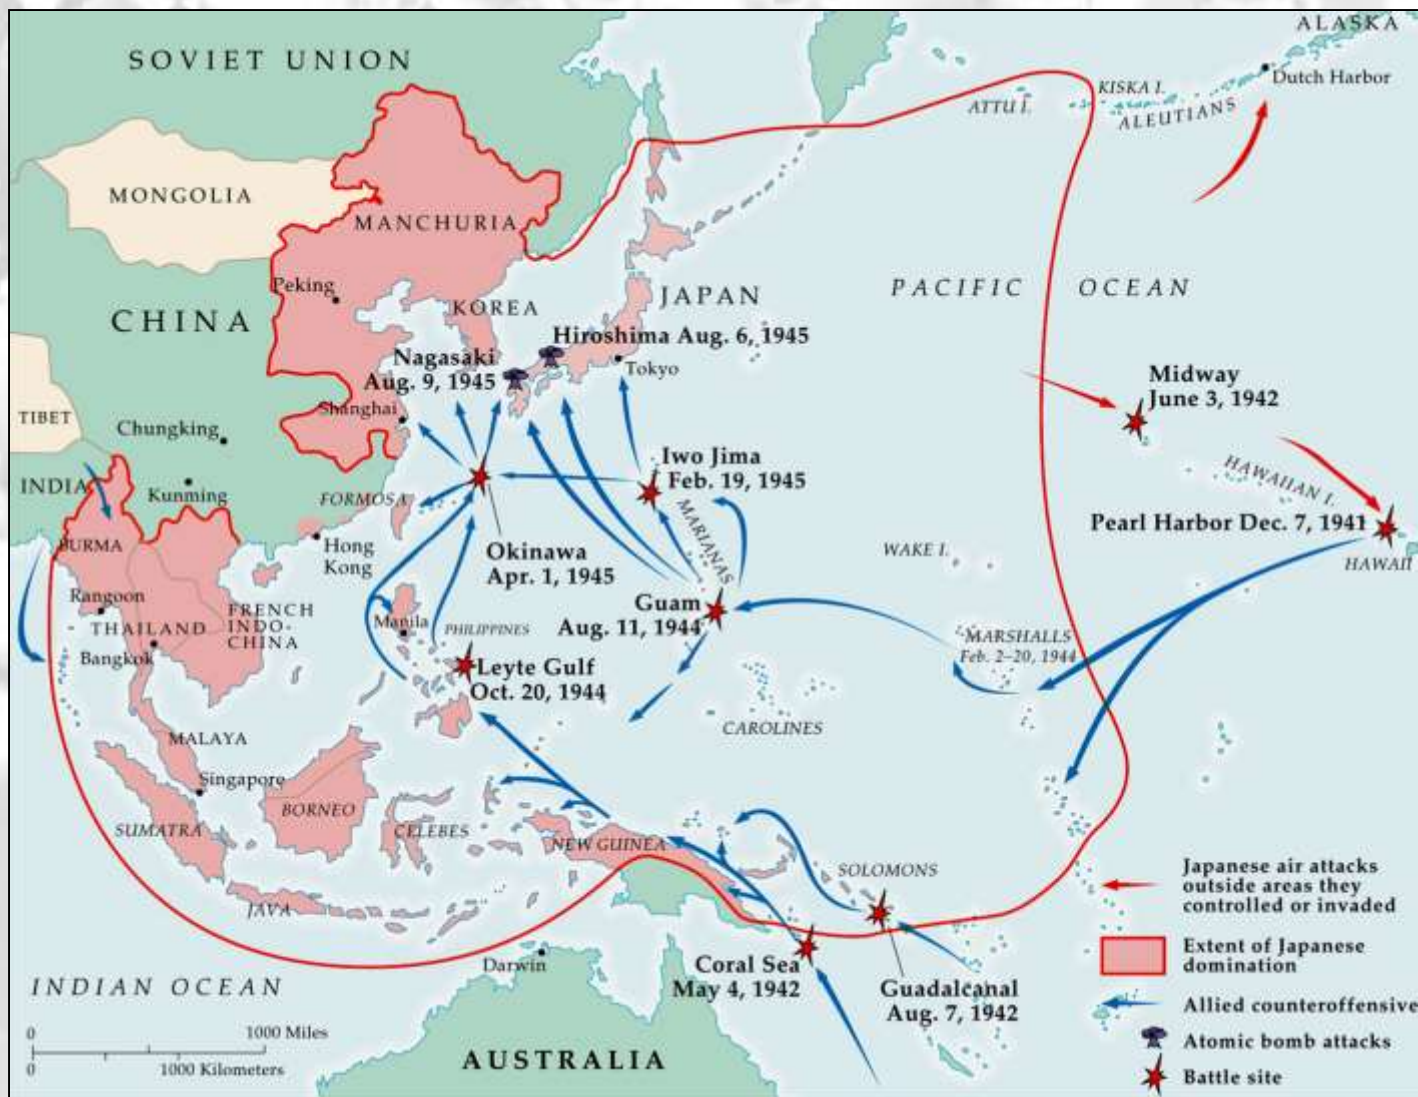 ALASKA
SOVIET UNION
Dutch Harbor
KISKA I.
ATTU I.
ALEUTIANS
MONGOLIA
MANCHURIA
Peking
KOREA
JAPAN
PACIFIC OCEAN
CHINA
Hiroshima Aug. 6, 1945
Nagasaki
Aug. 9, 1945
Tokyo
Midway
June 3, 1942
Shanghai
TIBET
Chungking
Iwo Jima
Feb. 19, 1945
HAWAIIAN I.
INDIA
Kunming
FORMOSA
MARIANAS
Pearl Harbor Dec. 7, 1941
HAWAII
BURMA
Hong
Kong
Okinawa
Apr. 1, 1945
WAKE I.
Rangoon
FRENCH
INDO-
CHINA
THAILAND
Bangkok
Manila
PHILIPPINES
Guam
Aug. 11, 1944
MARSHALLS
Feb. 2–20, 1944
Leyte Gulf
Oct. 20, 1944
CAROLINES
MALAYA
Singapore
BORNEO
SUMATRA
CELEBES
NEW GUINEA
SOLOMONS
JAVA
Darwin
Coral Sea
May 4, 1942
Guadalcanal
Aug. 7, 1942
INDIAN OCEAN
AUSTRALIA
0 1000 Miles
0 1000 Kilometers
Japanese air attacks
outside areas they
controlled or invaded
Extent of Japanese
domination
Allied counteroffensive
Atomic bomb attacks
Battle site